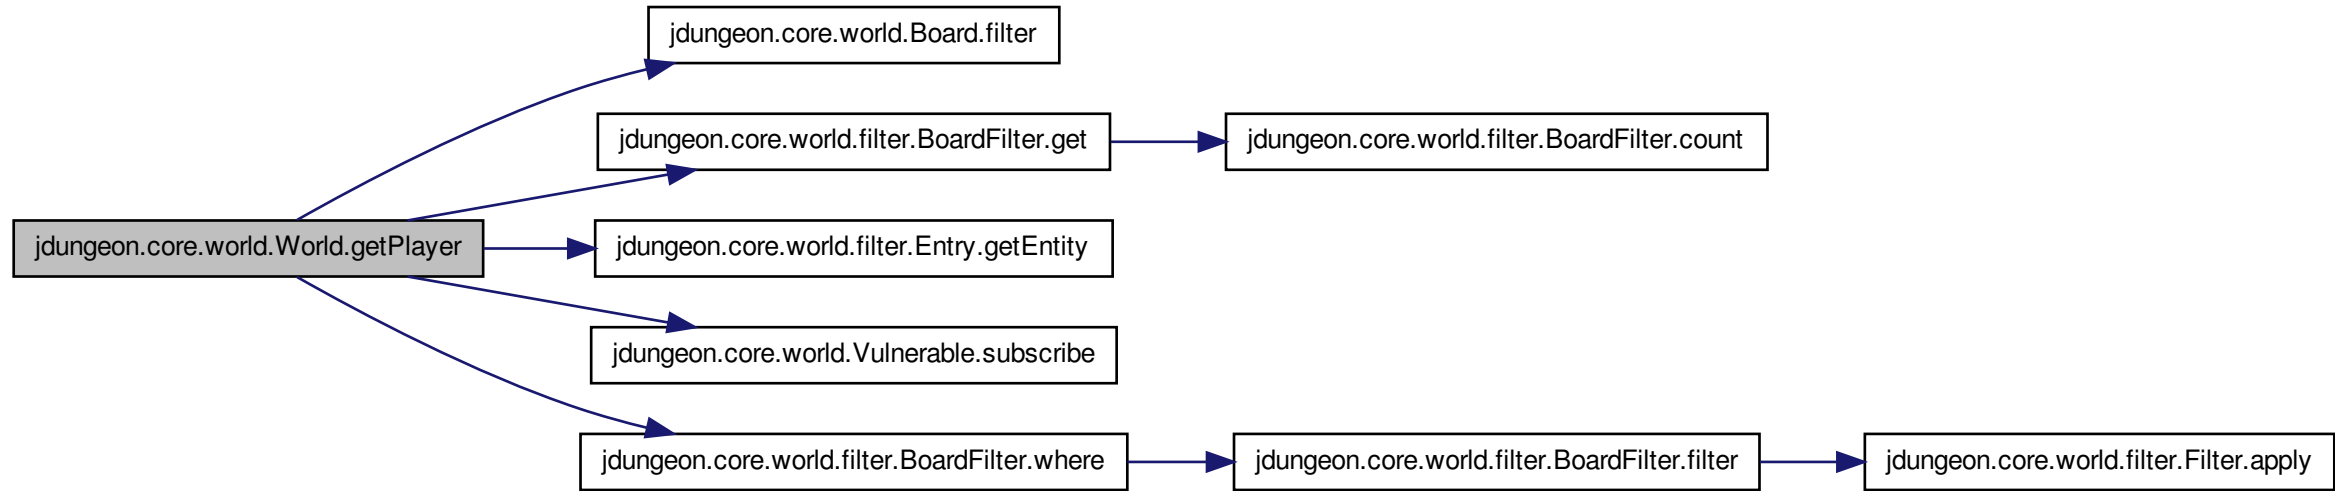 jdungeon.core.world.Board.filter
jdungeon.core.world.filter.BoardFilter.get
jdungeon.core.world.filter.BoardFilter.count
jdungeon.core.world.World.getPlayer
jdungeon.core.world.filter.Entry.getEntity
jdungeon.core.world.Vulnerable.subscribe
jdungeon.core.world.filter.BoardFilter.where
jdungeon.core.world.filter.BoardFilter.filter
jdungeon.core.world.filter.Filter.apply